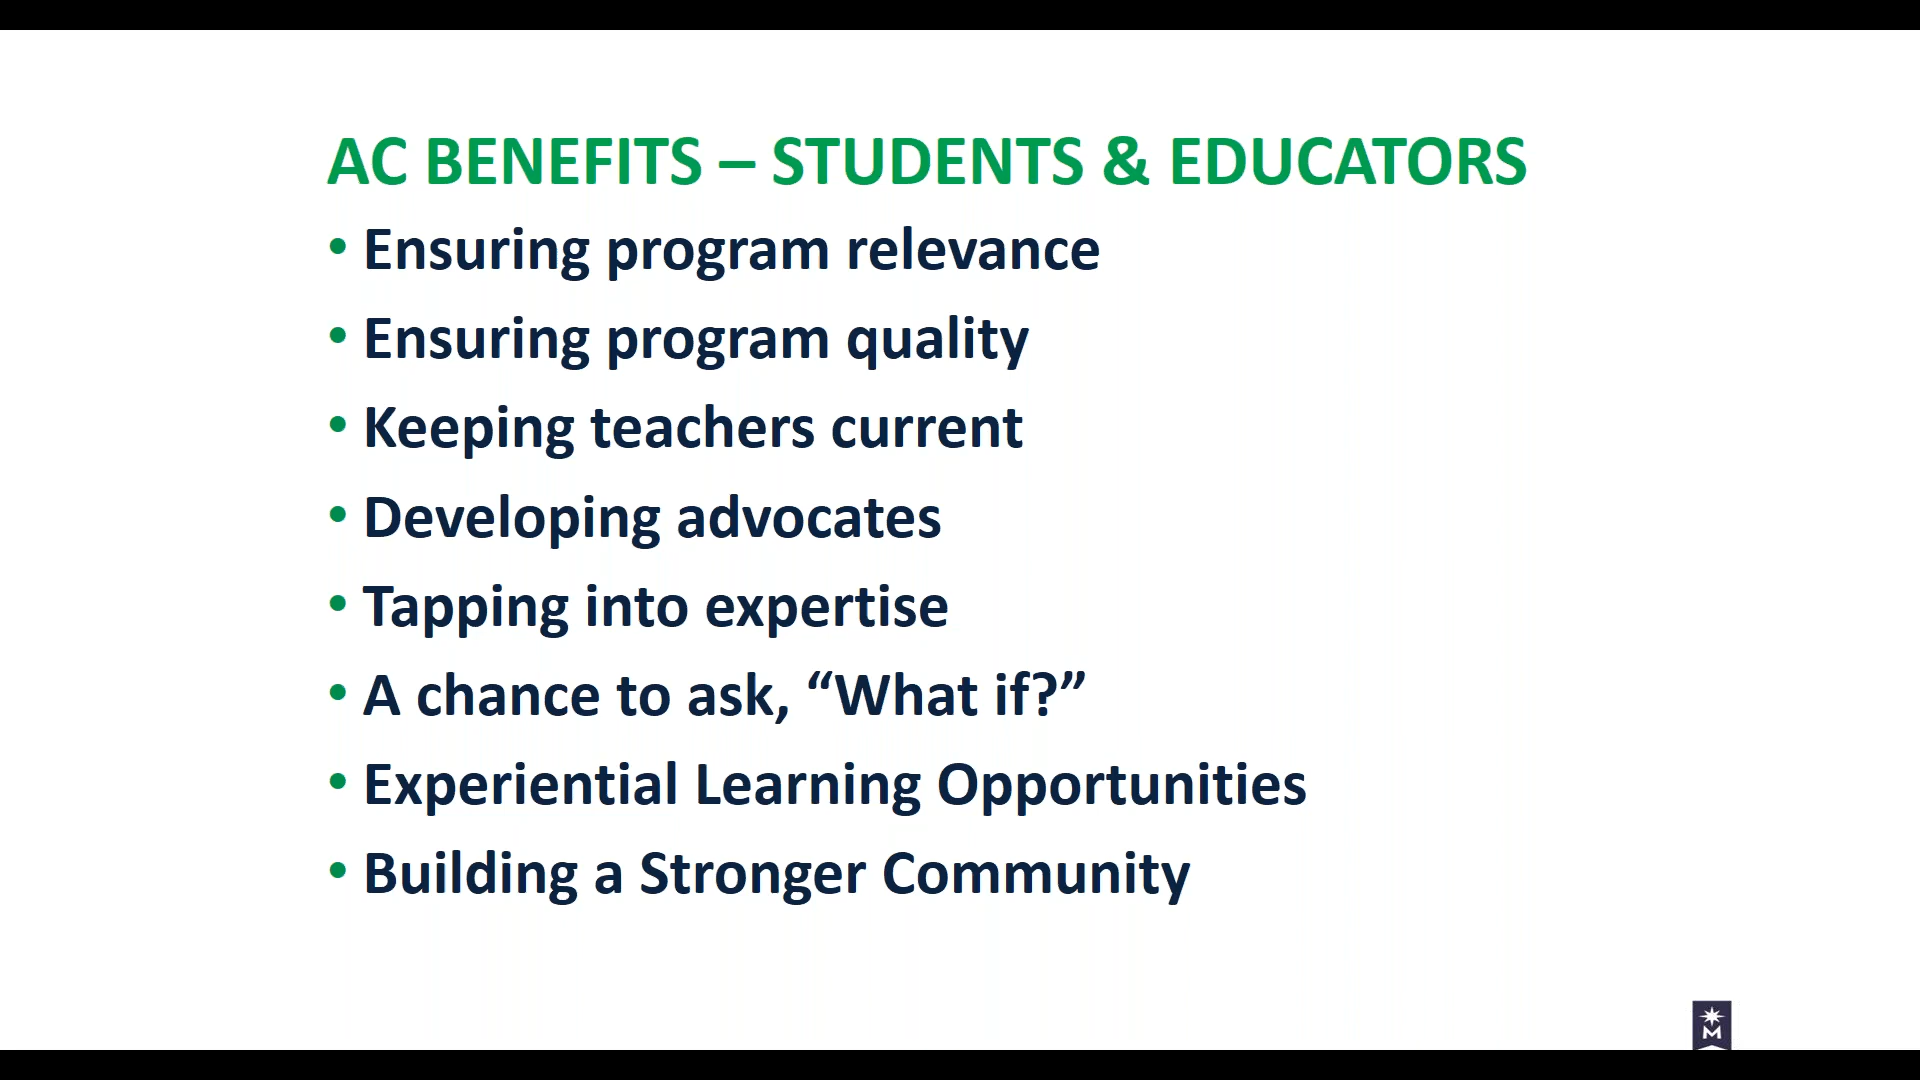 AC BENEFITS – STUDENTS & EDUCATORS
• Ensuring program relevance
• Ensuring program quality
• Keeping teachers current
• Developing advocates
• Tapping into expertise
• A chance to ask, “What if?”
• Experiential Learning Opportunities
• Building a Stronger Community
M